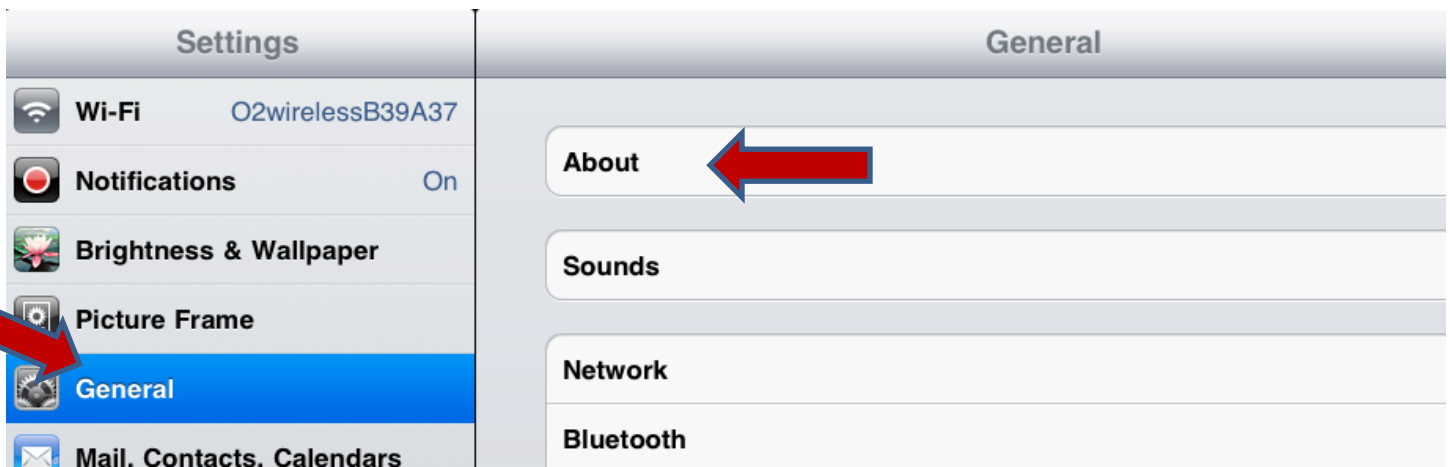 Settings
Wi-Fi O2wirelessB39A37
Notifications On
Brightness & Wallpaper
Picture Frame
General
Mail, Contacts, Calendars
General
About
Sounds
Network
Bluetooth